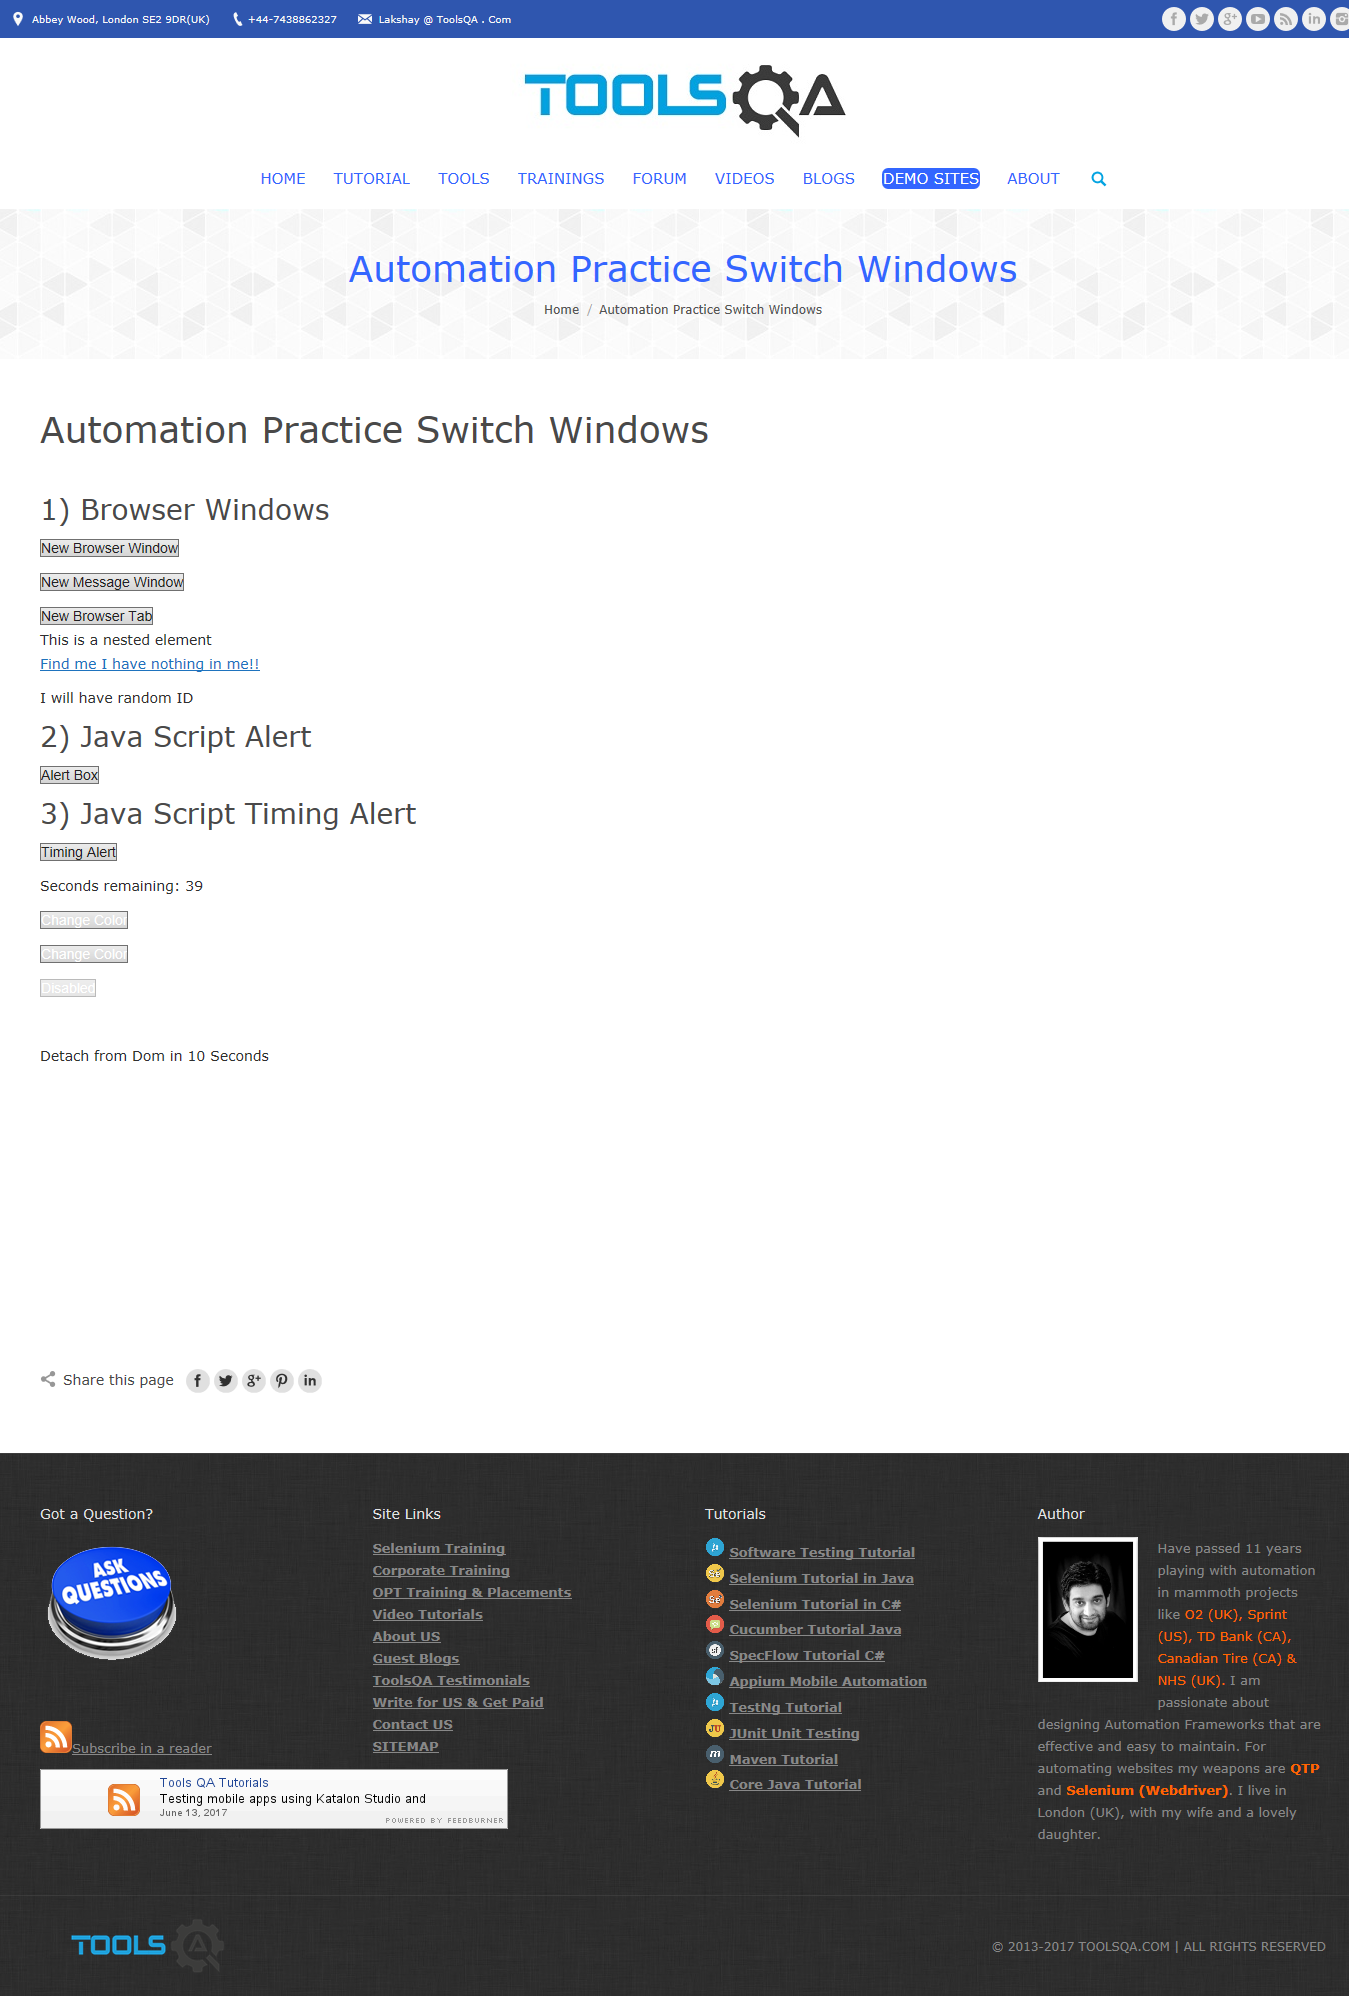 Abbey Wood, London SE2 9DR(UK) +44-7438862327 Lakshay @ ToolsQA . Com
TOOLSQA
HOME TUTORIAL TOOLS TRAININGS FORUM VIDEOS BLOGS DEMO SITES ABOUT
Automation Practice Switch Windows
Home / Automation Practice Switch Windows
Automation Practice Switch Windows
1) Browser Windows
New Browser Window
New Message Window
New Browser Tab
This is a nested element
Find me I have nothing in me!!
I will have random ID
2) Java Script Alert
Alert Box
3) Java Script Timing Alert
Timing Alert
Seconds remaining: 39
Change Color
Change Color
Disabled
Detach from Dom in 10 Seconds
Share this page
Got a Question?
ASK
QUESTIONS
Subscribe in a reader
Tools QA Tutorials
Testing mobile apps using Katalon Studio and
June 13, 2017
POWERED BY FEEDBURNER
Site Links
Selenium Training
Corporate Training
OPT Training & Placements
Video Tutorials
About US
Guest Blogs
ToolsQA Testimonials
Write for US & Get Paid
Contact US
SITEMAP
Tutorials
Software Testing Tutorial
Selenium Tutorial in Java
Selenium Tutorial in C#
Cucumber Tutorial Java
SpecFlow Tutorial C#
Appium Mobile Automation
TestNg Tutorial
JUnit Unit Testing
Maven Tutorial
Core Java Tutorial
Author
Have passed 11 years
playing with automation
in mammoth projects
like O2 (UK), Sprint
(US), TD Bank (CA),
Canadian Tire (CA) &
NHS (UK). I am
passionate about
designing Automation Frameworks that are
effective and easy to maintain. For
automating websites my weapons are QTP
and Selenium (Webdriver). I live in
London (UK), with my wife and a lovely
daughter.
TOOLSQA
© 2013-2017 TOOLSQA.COM | ALL RIGHTS RESERVED